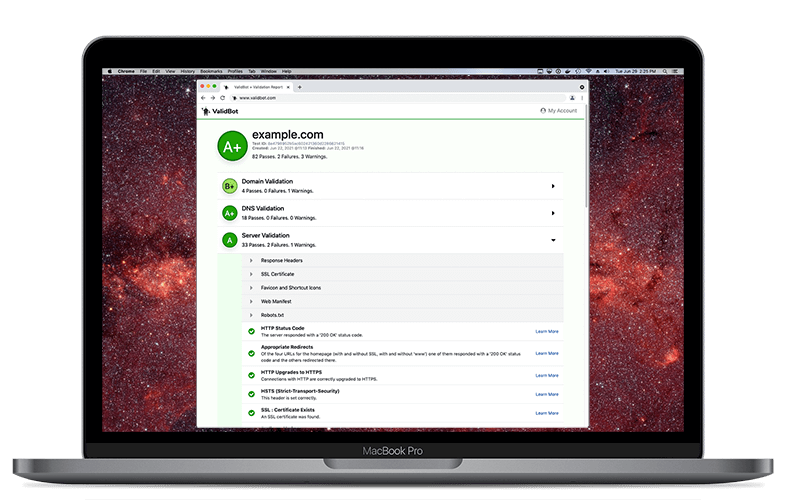 Chrome File Edit View History Bookmarks Profiles Tab Window Help
Tue Jun 29 2:25 PM
ValidBot » Validation Report
www.validbot.com
ValidBot
My Account
A+
example.com
Test ID:
Created: Jun 22, 2021 @11:13 Finished: Jun 22, 2021 @11:19
82 Passes. 2 Failures. 3 Warnings.
B+
Domain Validation
4 Passes. 0 Failures. 1 Warnings.
A+
DNS Validation
18 Passes. 0 Failures. 0 Warnings.
A
Server Validation
33 Passes. 2 Failures. 1 Warnings.
Response Headers
SSL Certificate
Favicon and Shortcut Icons
Web Manifest
Robots.txt
HTTP Status Code
The server responded with a '200 OK' status code.
Learn More
Appropriate Redirects
Of the four URLs for the homepage (with and without SSL, with and without 'www') one of them responded with a '200 OK' status
code and the others redirected there.
Learn More
HTTP Upgrades to HTTPS
Connections with HTTP are correctly upgraded to HTTPS.
Learn More
HSTS (Strict-Transport-Security)
This header is set correctly.
Learn More
SSL : Certificate Exists
An SSL certificate was found.
Learn More
MacBook Pro